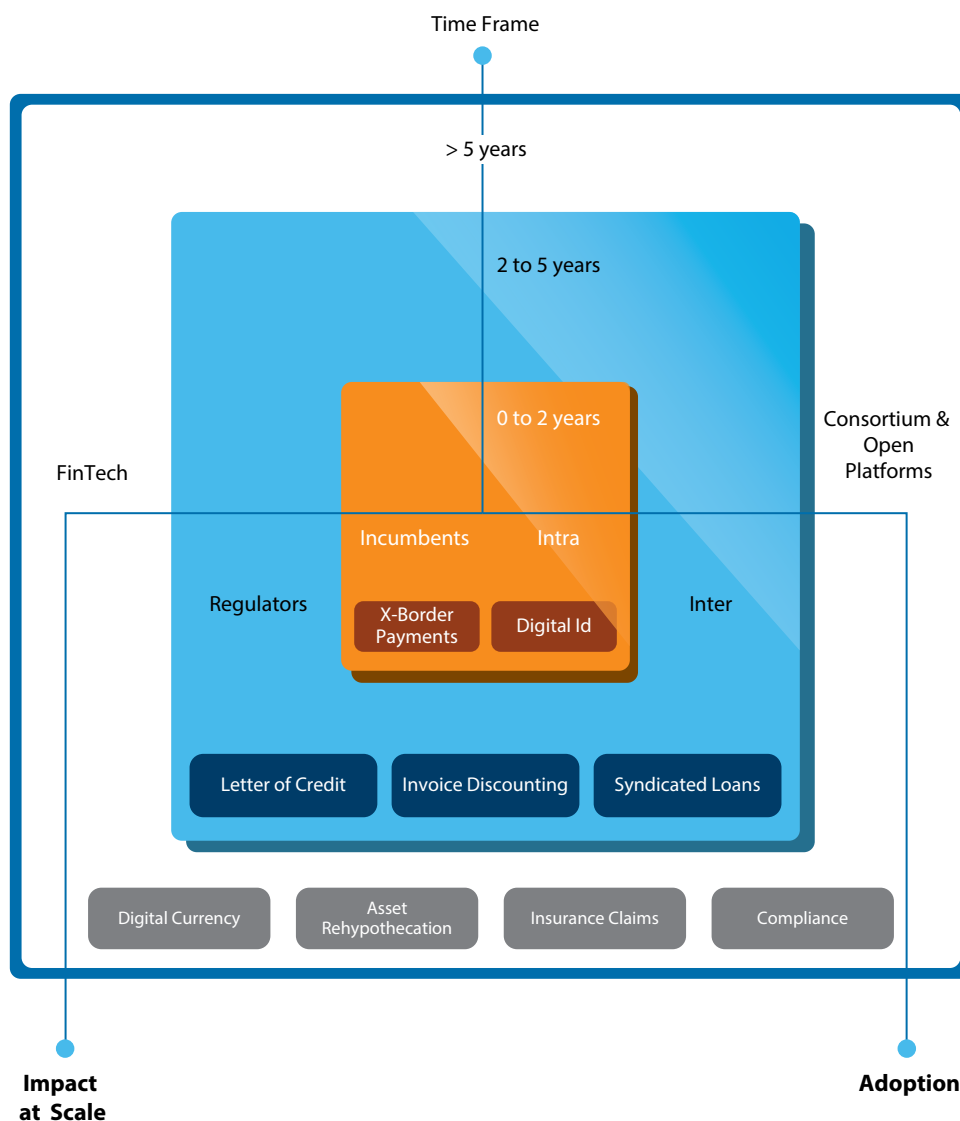 Time Frame
> 5 years
2 to 5 years
0 to 2 years
Consortium &
Open
Platforms
FinTech
Incumbents
Intra
Regulators
Inter
X-Border
Payments
Digital Id
Letter of Credit
Invoice Discounting
Syndicated Loans
Digital Currency
Asset
Rehypothecation
Insurance Claims
Compliance
Impact
at Scale
Adoption